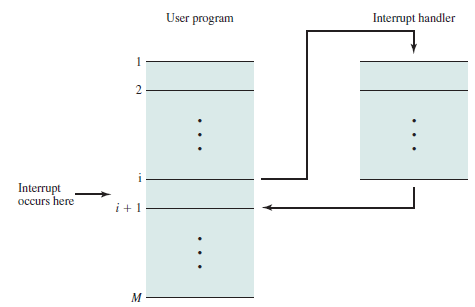 User program
Interrupt handler
1
2
i
Interrupt
occurs here
i + 1
M